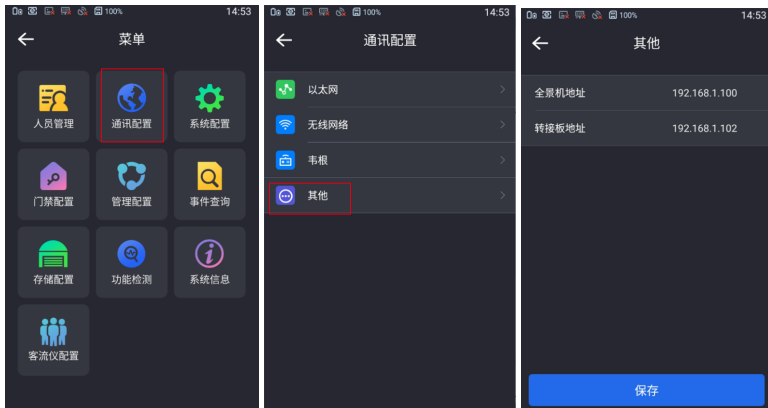 100%
14:53
菜单
人员管理
通讯配置
系统配置
门禁配置
管理配置
事件查询
存储配置
功能检测
系统信息
客流仪配置
100%
14:53
通讯配置
以太网
无线网络
韦根
其他
100%
14:53
其他
全景机地址 192.168.1.100
转接板地址 192.168.1.102
保存